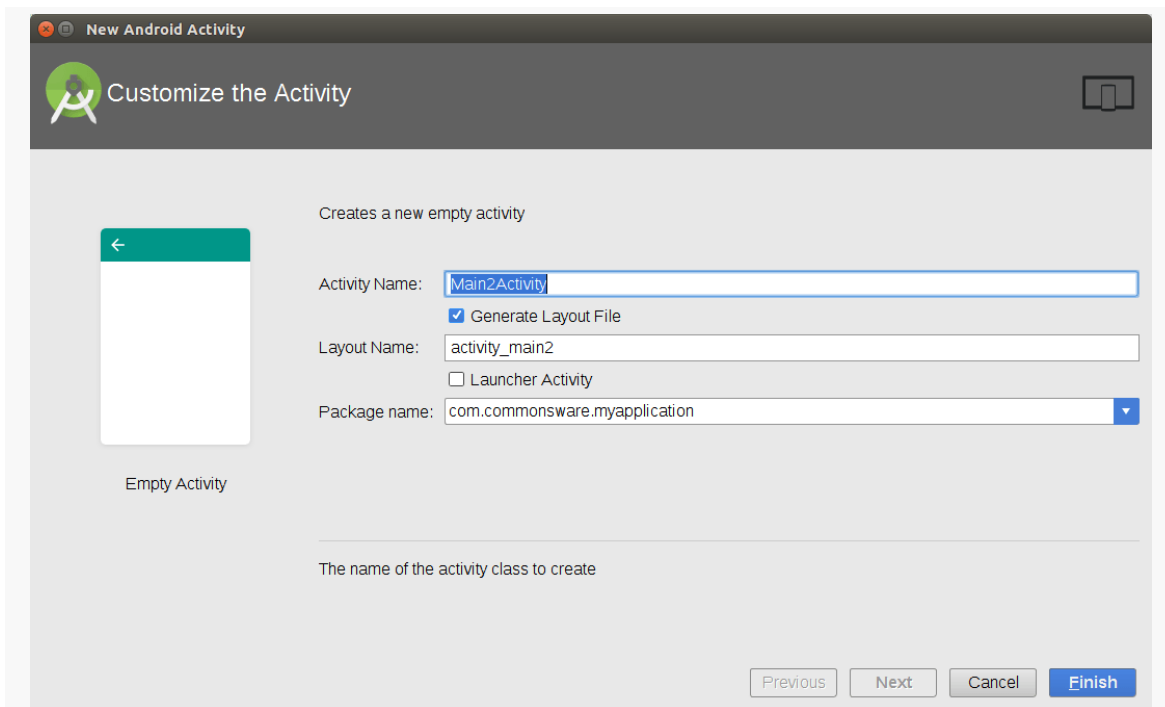 New Android Activity
Customize the Activity
Creates a new empty activity
Activity Name: Main2Activity
Generate Layout File
Layout Name: activity_main2
Launcher Activity
Package name: com.commonsware.myapplication
Empty Activity
The name of the activity class to create
Previous Next Cancel Finish